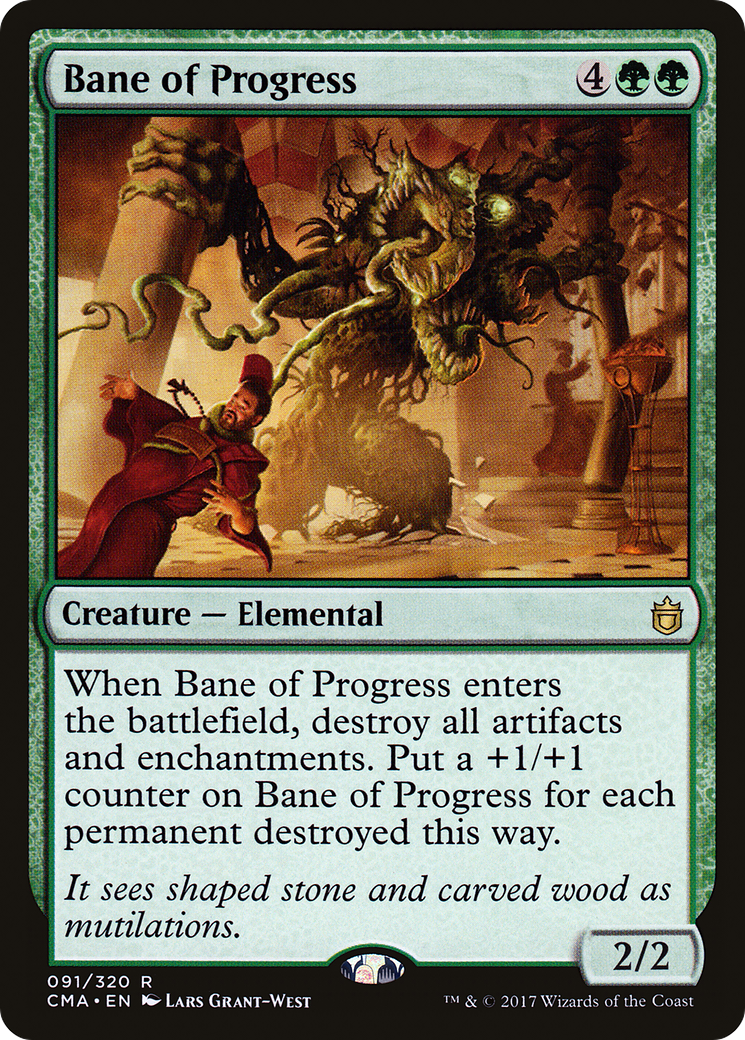 Bane of Progress 4
Creature — Elemental
When Bane of Progress enters
the battlefield, destroy all artifacts
and enchantments. Put a +1/+1
counter on Bane of Progress for each
permanent destroyed this way.
It sees shaped stone and carved wood as
mutilations.
2/2
091/320 R
CMA • EN Lars Grant-West
™ & © 2017 Wizards of the Coast